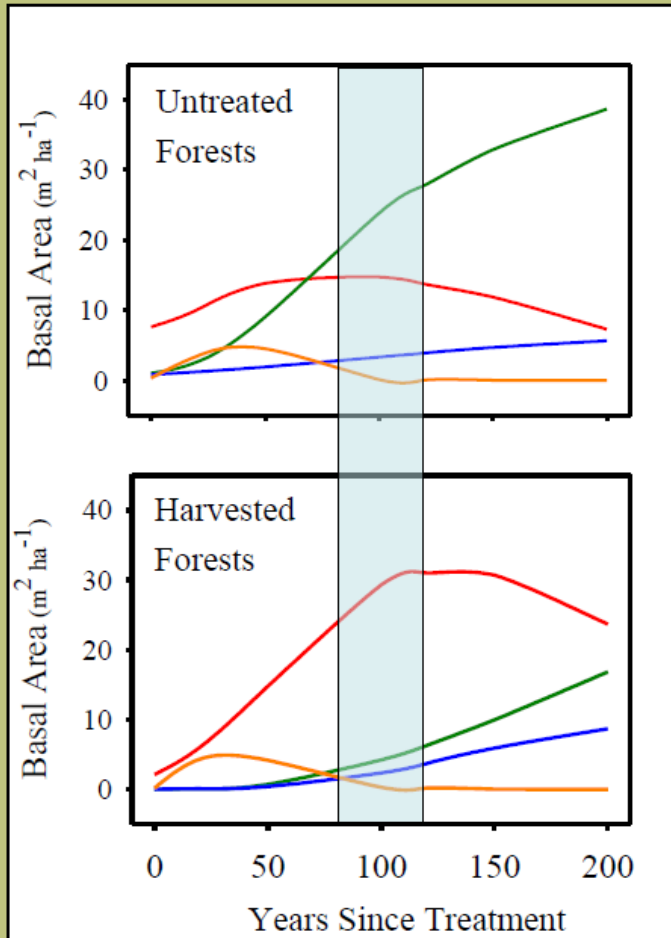 Untreated
Forests
Basal Area (m² ha⁻¹)
40
30
20
10
0
Harvested
Forests
Basal Area (m² ha⁻¹)
40
30
20
10
0
0 50 100 150 200
Years Since Treatment